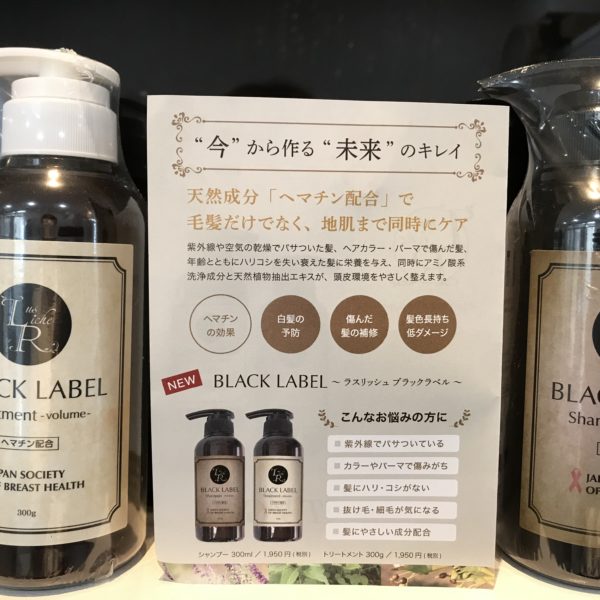 “今”から作る“未来”のキレイ
天然成分「ヘマチン配合」で
毛髪だけでなく、地肌まで同時にケア
紫外線や空気の乾燥でパサついた髪、ヘアカラー・パーマで傷んだ髪、
年齢とともにハリコシを失い衰えた髪に栄養を与え、同時にアミノ酸系
洗浄成分と天然植物抽出エキスが、頭皮環境をやさしく整えます。
ヘマチン
の効果
白髪の
予防
傷んだ
髪の補修
髪色長持ち
低ダメージ
NEW
BLACK LABEL ～ラスリッシュ ブラックラベル～
こんなお悩みの方に
紫外線でパサついている
カラーやパーマで傷みがち
髪にハリ・コシがない
抜け毛・細毛が気になる
髪にやさしい成分配合
BLACK LABEL
Shampoo
BLACK LABEL
Treatment
シャンプー 300ml／1,950円(税別) トリートメント 300g／1,950円(税別)
L R
ACK LABEL
tment -volume-
ヘマチン配合
PAN SOCIETY
OF BREAST HEALTH
300g
BLAC
Sham
JA
OF